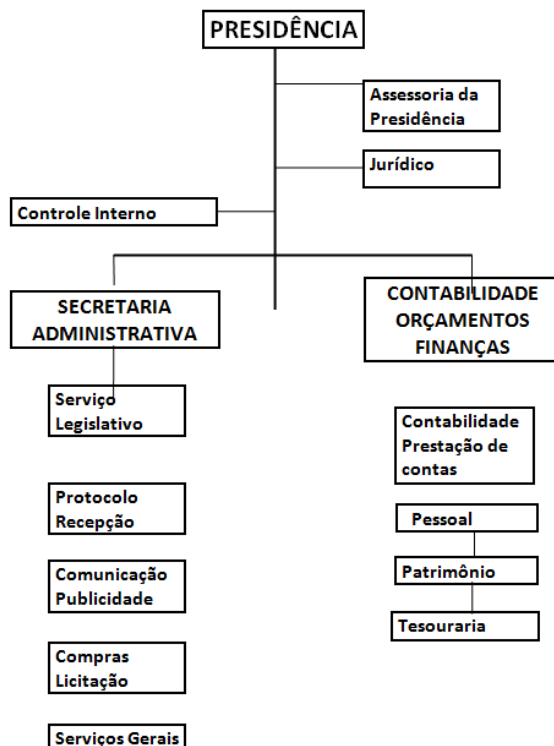 PRESIDÊNCIA
Assessoria da
Presidência
Jurídico
Controle Interno
SECRETARIA
ADMINISTRATIVA
CONTABILIDADE
ORÇAMENTOS
FINANÇAS
Serviço
Legislativo
Protocolo
Recepção
Comunicação
Publicidade
Compras
Licitação
Serviços Gerais
Contabilidade
Prestação de
contas
Pessoal
Patrimônio
Tesouraria